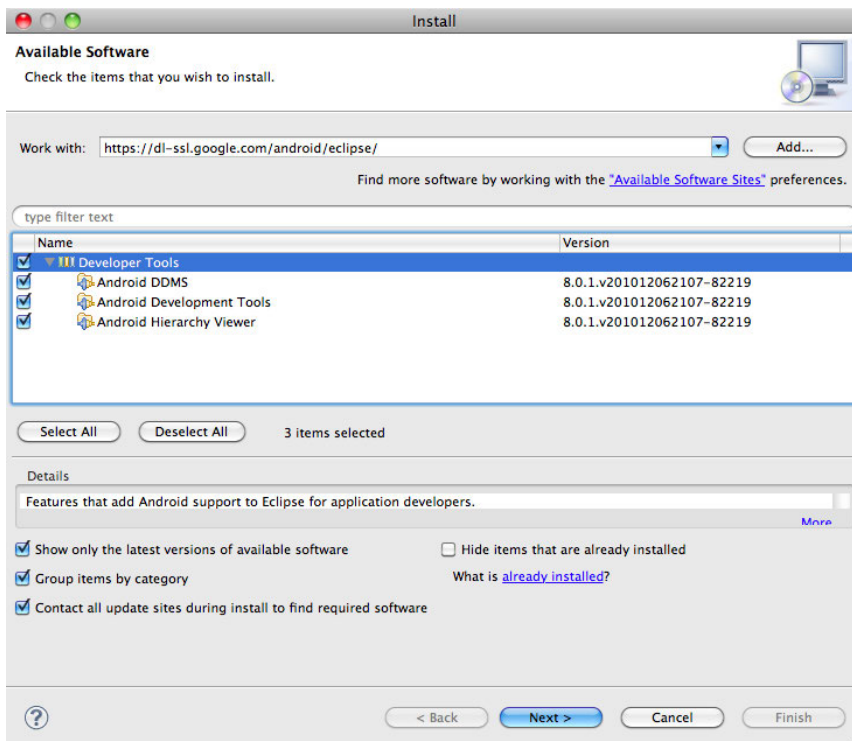 Install
Available Software
Check the items that you wish to install.
Work with: https://dl-ssl.google.com/android/eclipse/ Add...
Find more software by working with the "Available Software Sites" preferences.
type filter text
Name Version
Developer Tools
Android DDMS 8.0.1.v201012062107-82219
Android Development Tools 8.0.1.v201012062107-82219
Android Hierarchy Viewer 8.0.1.v201012062107-82219
Select All Deselect All 3 items selected
Details
Features that add Android support to Eclipse for application developers.
More
Show only the latest versions of available software Hide items that are already installed
Group items by category What is already installed?
Contact all update sites during install to find required software
? < Back Next > Cancel Finish